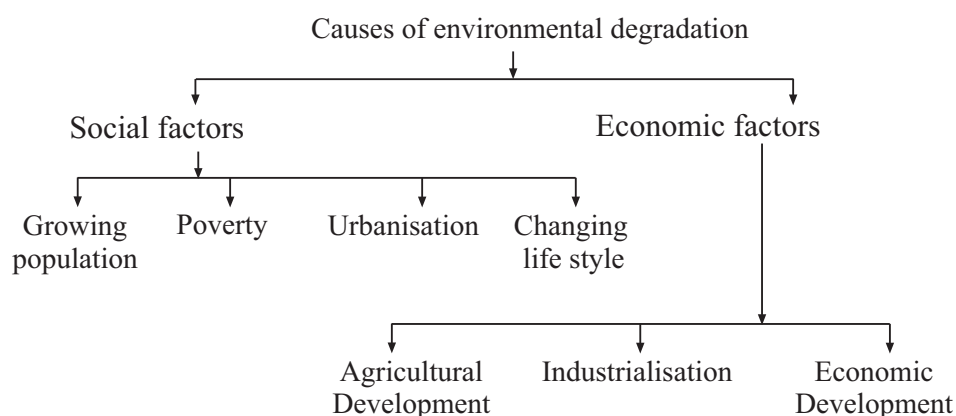 Causes of environmental degradation
Social factors
Economic factors
Growing
population
Poverty
Urbanisation
Changing
life style
Agricultural
Development
Industrialisation
Economic
Development